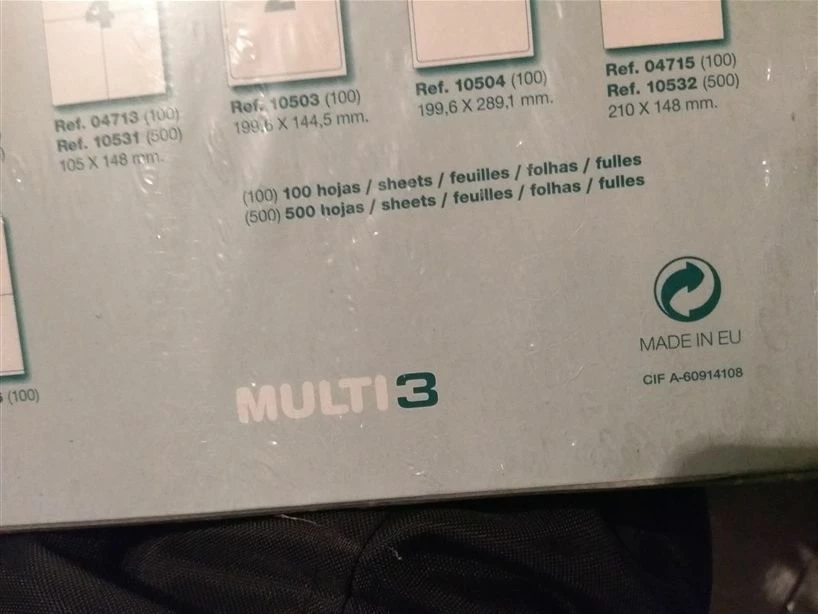 4
2
Ref. 04713 (100)
Ref. 10531 (500)
105 X 148 mm.
Ref. 10503 (100)
199,6 X 144,5 mm.
Ref. 10504 (100)
199,6 X 289,1 mm.
Ref. 04715 (100)
Ref. 10532 (500)
210 X 148 mm.
(100) 100 hojas / sheets / feuilles / folhas / fulles
(500) 500 hojas / sheets / feuilles / folhas / fulles
MADE IN EU
CIF A-60914108
(100)
MULTI3